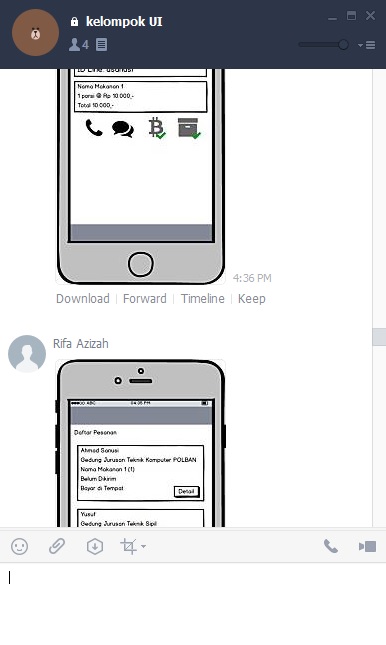 kelompok UI
4
ID Line: usanusi
Nama Makanan 1
1 porsi @ Rp 10.000,-
Total 10.000,-
4:36 PM
Download | Forward | Timeline | Keep
Rifa Azizah
ABC
04:05 PM
Daftar Pesanan
Ahmad Sanusi
Gedung Jurusan Teknik Komputer POLBAN
Nama Makanan 1 (1)
Belum Dikirim
Bayar di Tempat
Detail
Yusuf
Gedung Jurusan Teknik Sipil